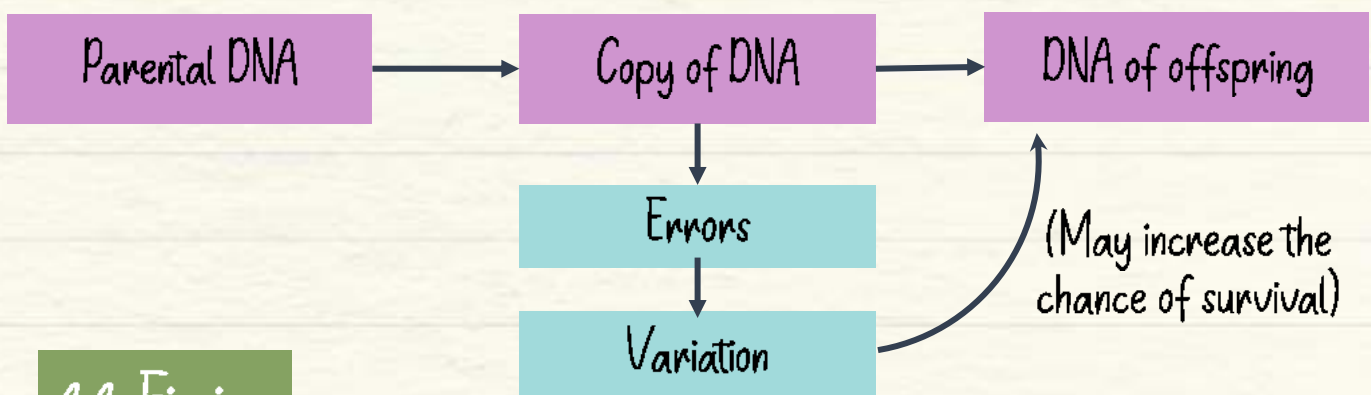 Parental DNA
Copy of DNA
DNA of offspring
Errors
(May increase the
chance of survival)
Variation